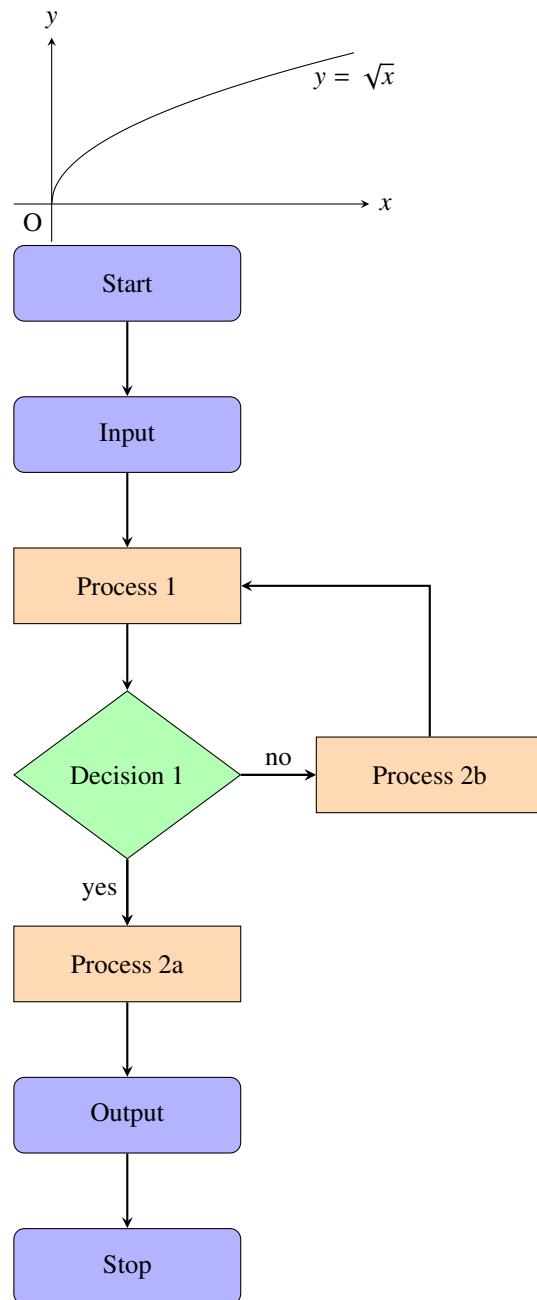 y
y = √x
x
O
Start
Input
Process 1
Decision 1
no
Process 2b
yes
Process 2a
Output
Stop